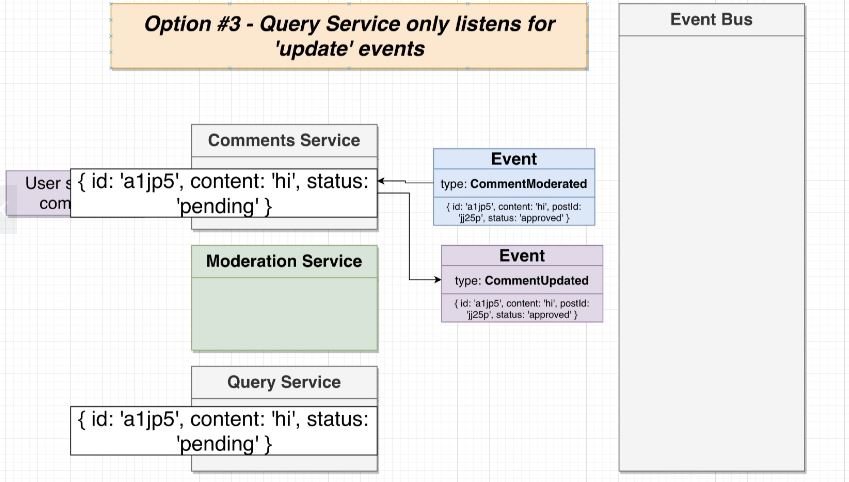 Option #3 - Query Service only listens for
'update' events
Event Bus
Comments Service
User s
com
{ id: 'a1jp5', content: 'hi', status:
'pending' }
Event
type: CommentModerated
{ id: 'a1jp5', content: 'hi', postId:
'jj25p', status: 'approved' }
Moderation Service
Event
type: CommentUpdated
{ id: 'a1jp5', content: 'hi', postId:
'jj25p', status: 'approved' }
Query Service
{ id: 'a1jp5', content: 'hi', status:
'pending' }